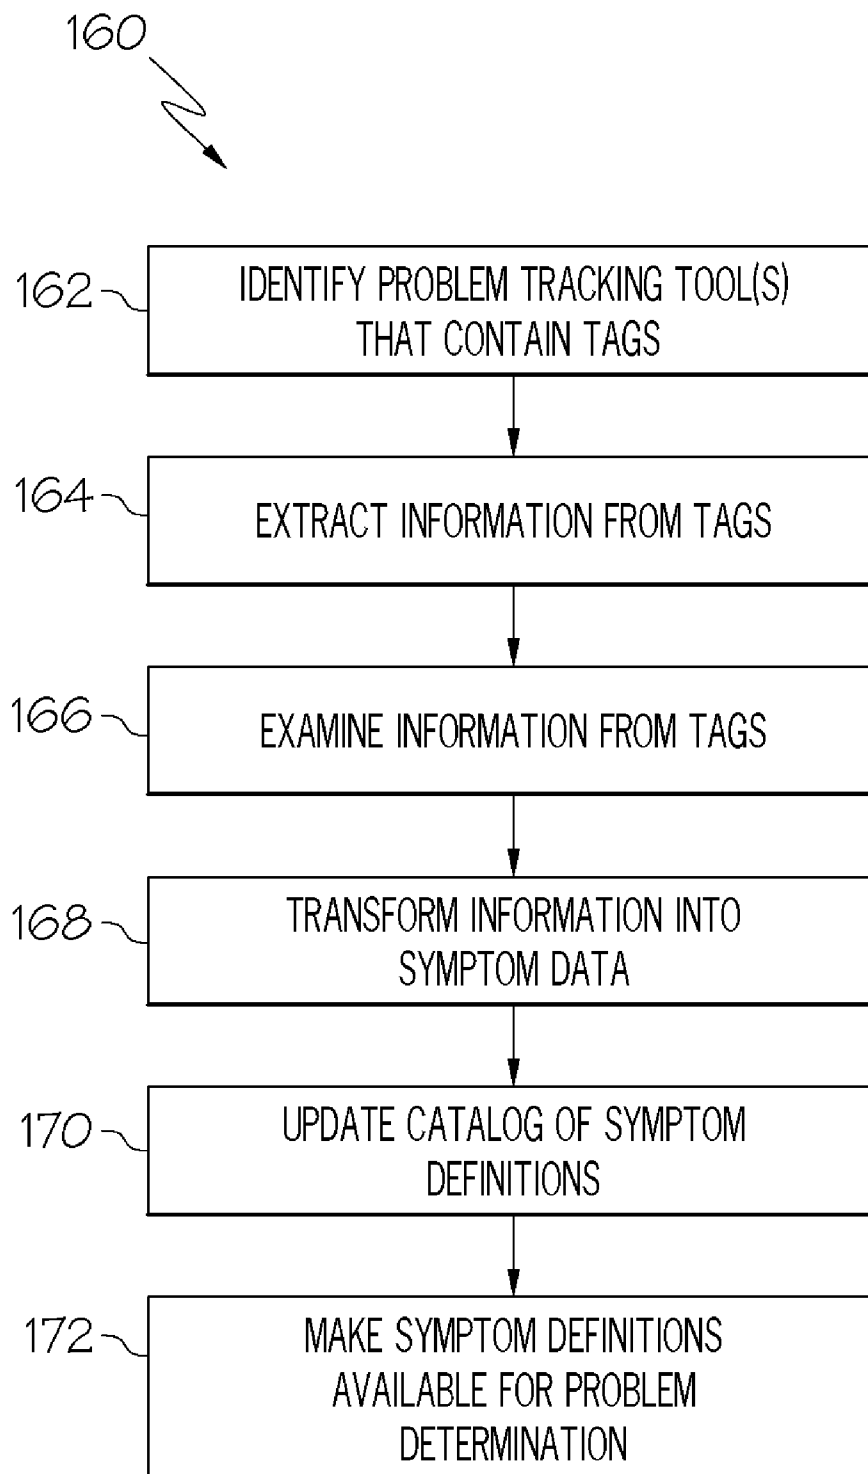 160
162
IDENTIFY PROBLEM TRACKING TOOL(S)
THAT CONTAIN TAGS
164
EXTRACT INFORMATION FROM TAGS
166
EXAMINE INFORMATION FROM TAGS
168
TRANSFORM INFORMATION INTO
SYMPTOM DATA
170
UPDATE CATALOG OF SYMPTOM
DEFINITIONS
172
MAKE SYMPTOM DEFINITIONS
AVAILABLE FOR PROBLEM
DETERMINATION